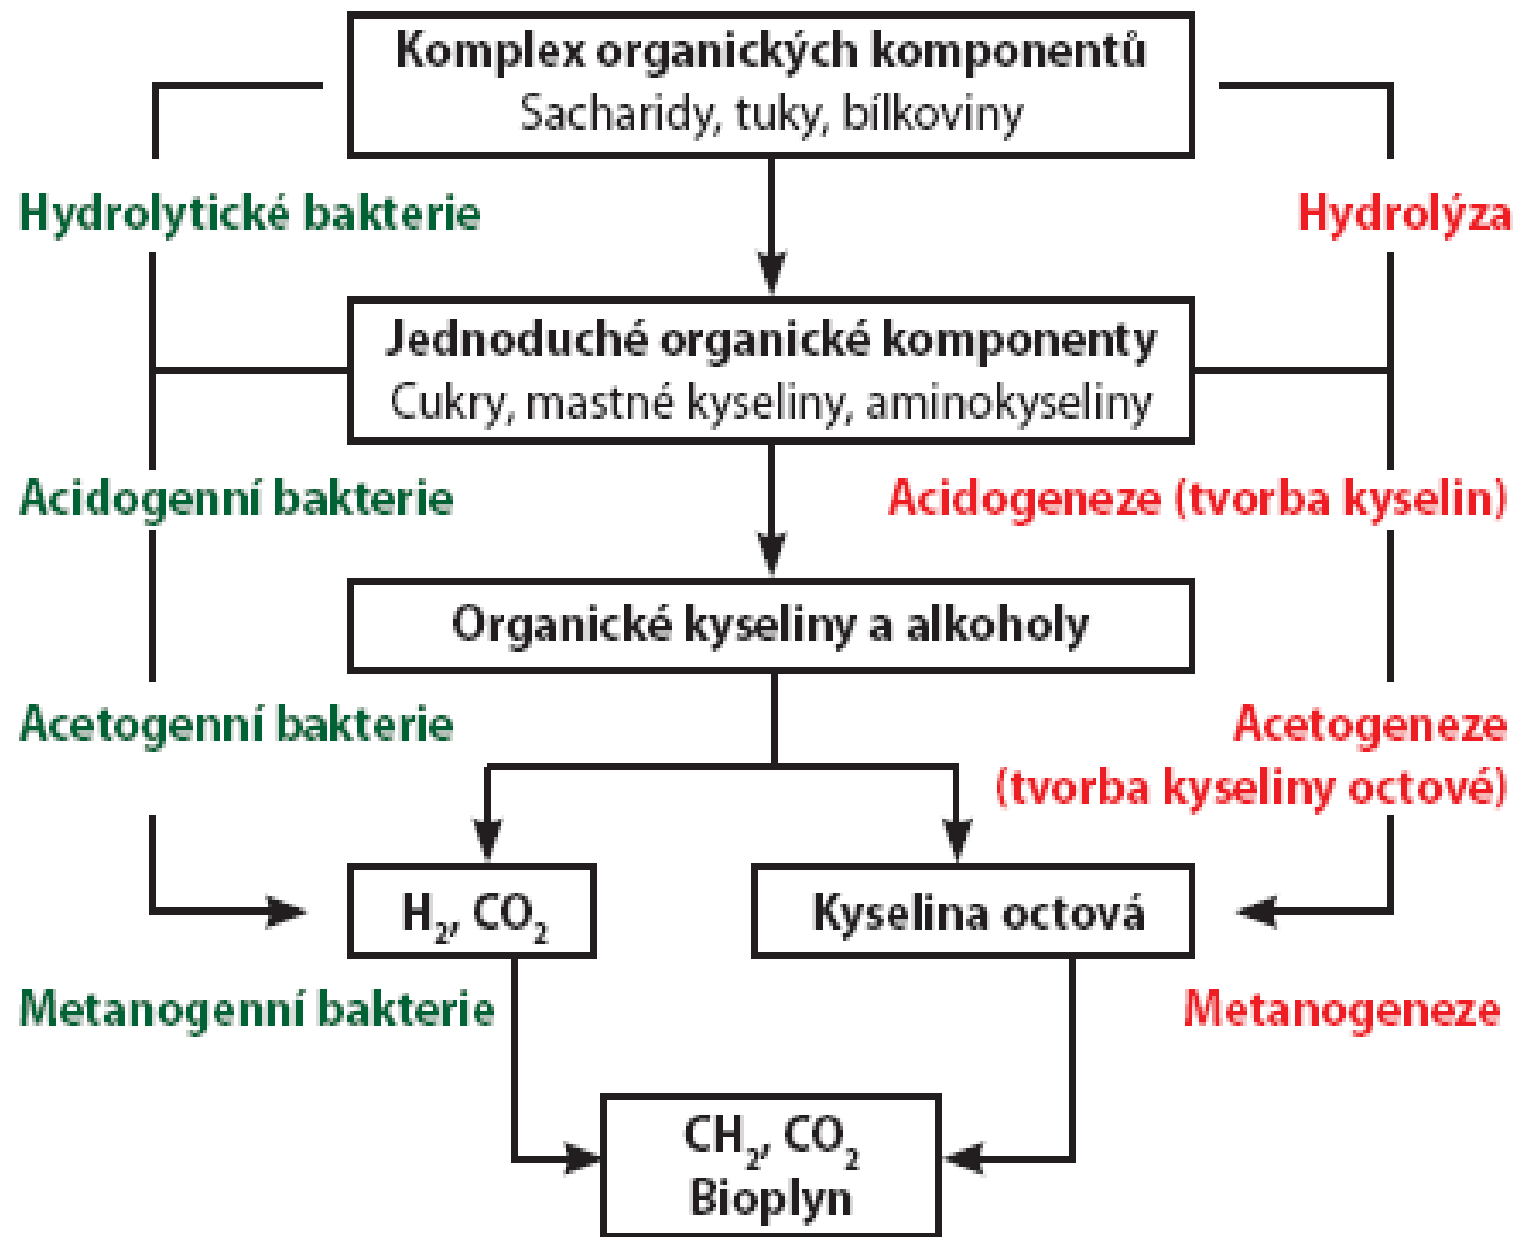 Komplex organických komponentů
Sacharidy, tuky, bílkoviny
Hydrolytické bakterie
Hydrolýza
Jednoduché organické komponenty
Cukry, mastné kyseliny, aminokyseliny
Acidogenní bakterie
Acidogeneze (tvorba kyselin)
Organické kyseliny a alkoholy
Acetogenní bakterie
Acetogeneze
(tvorba kyseliny octové)
H₂, CO₂
Kyselina octová
Metanogenní bakterie
Metanogeneze
CH₂, CO₂
Bioplyn